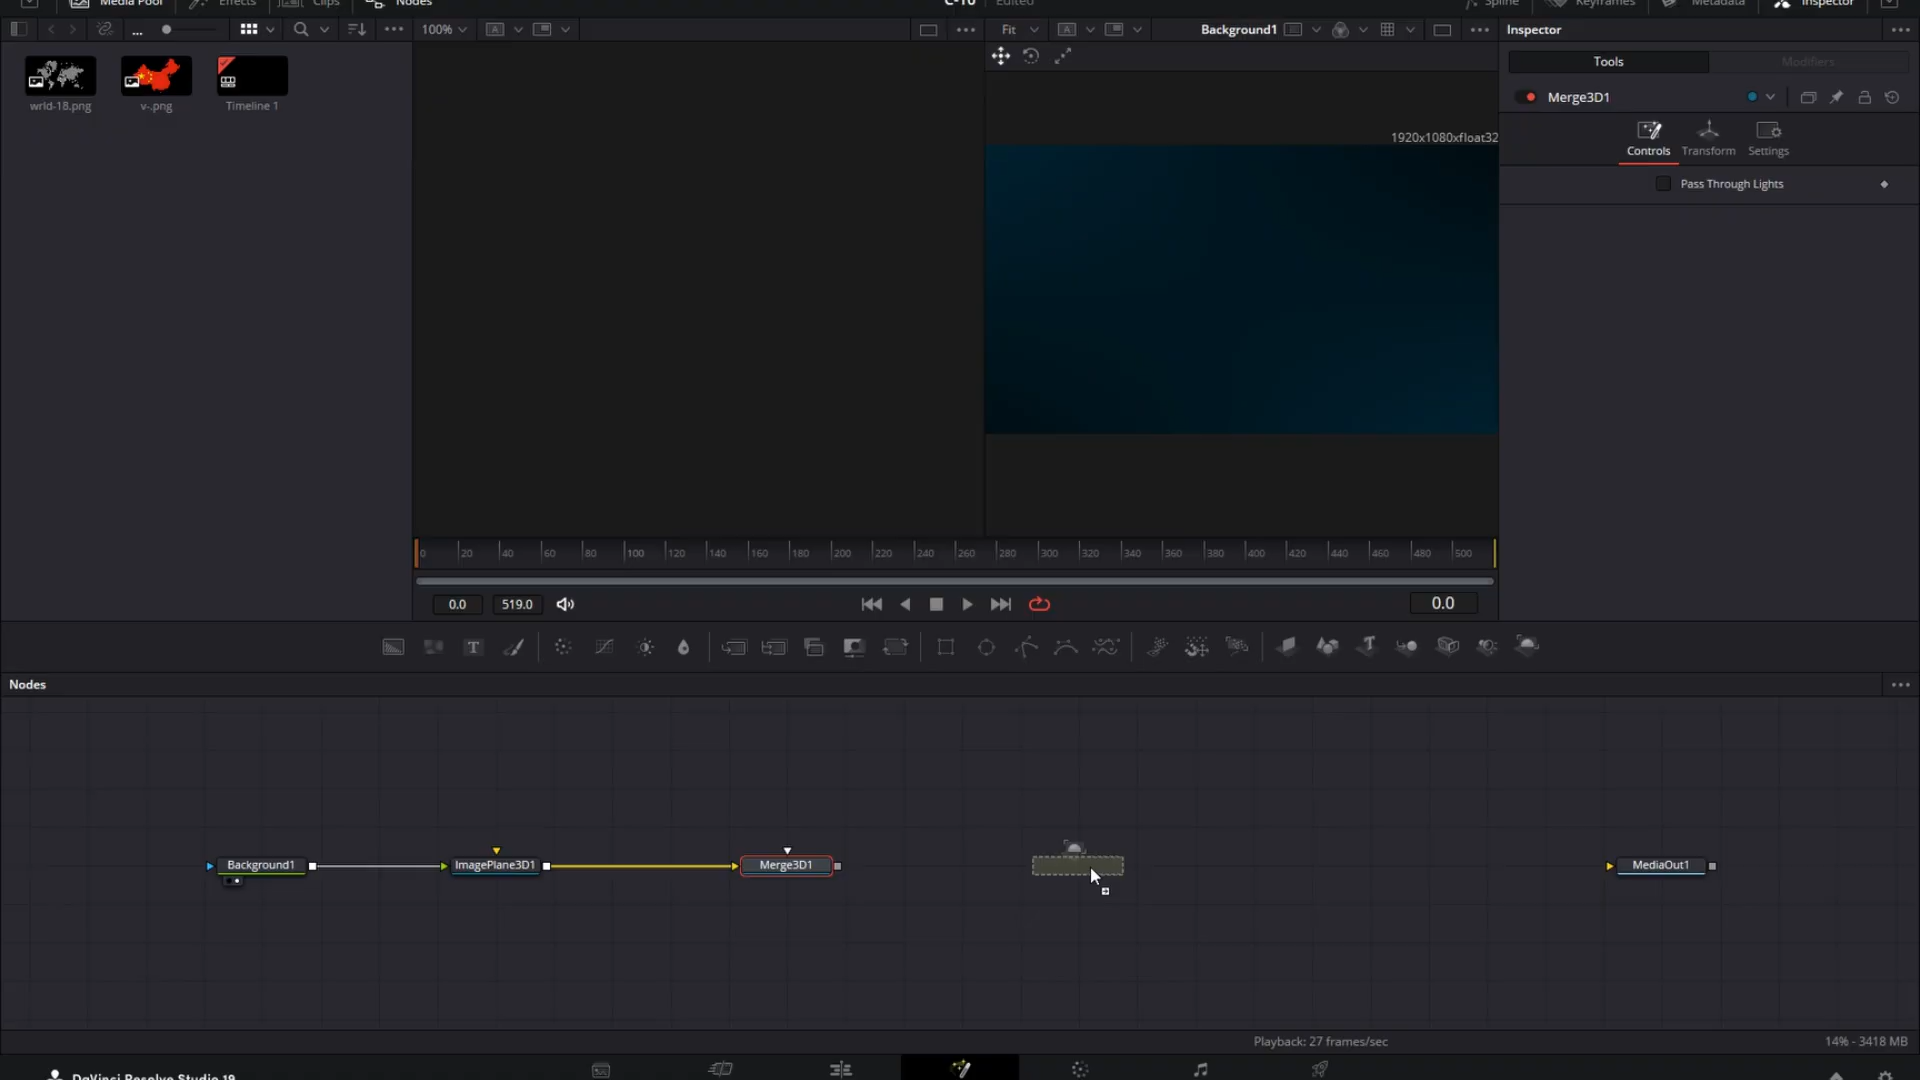 Media Pool
Effects
Clips
Nodes
C-10
Edited
Spline
Keyframes
Metadata
Inspector
...
100%
Fit
Background1
Inspector
wrld-18.png
v-.png
Timeline 1
1920x1080xfloat32
Tools
Modifiers
Merge3D1
Controls
Transform
Settings
Pass Through Lights
0 20 40 60 80 100 120 140 160 180 200 220 240 260 280 300 320 340 360 380 400 420 440 460 480 500
0.0
519.0
0.0
T
Nodes
Background1
ImagePlane3D1
Merge3D1
MediaOut1
Playback: 27 frames/sec
14% - 3418 MB
DaVinci Resolve Studio 19